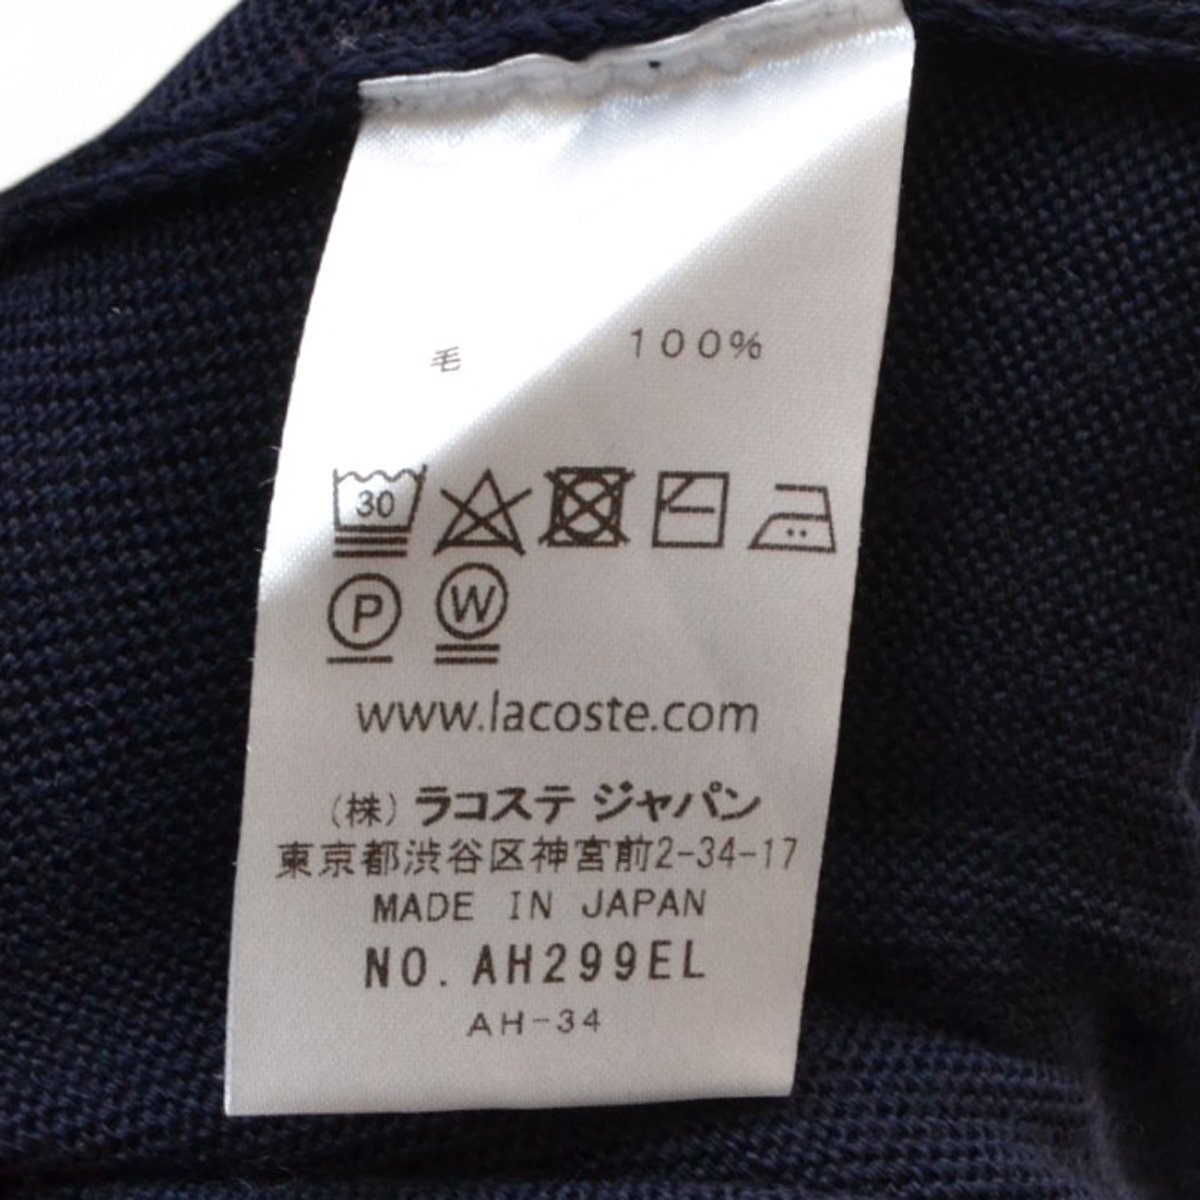 毛 100%
30
P W
www.lacoste.com
(株) ラコステ ジャパン
東京都渋谷区神宮前2-34-17
MADE IN JAPAN
NO. AH299EL
AH-34